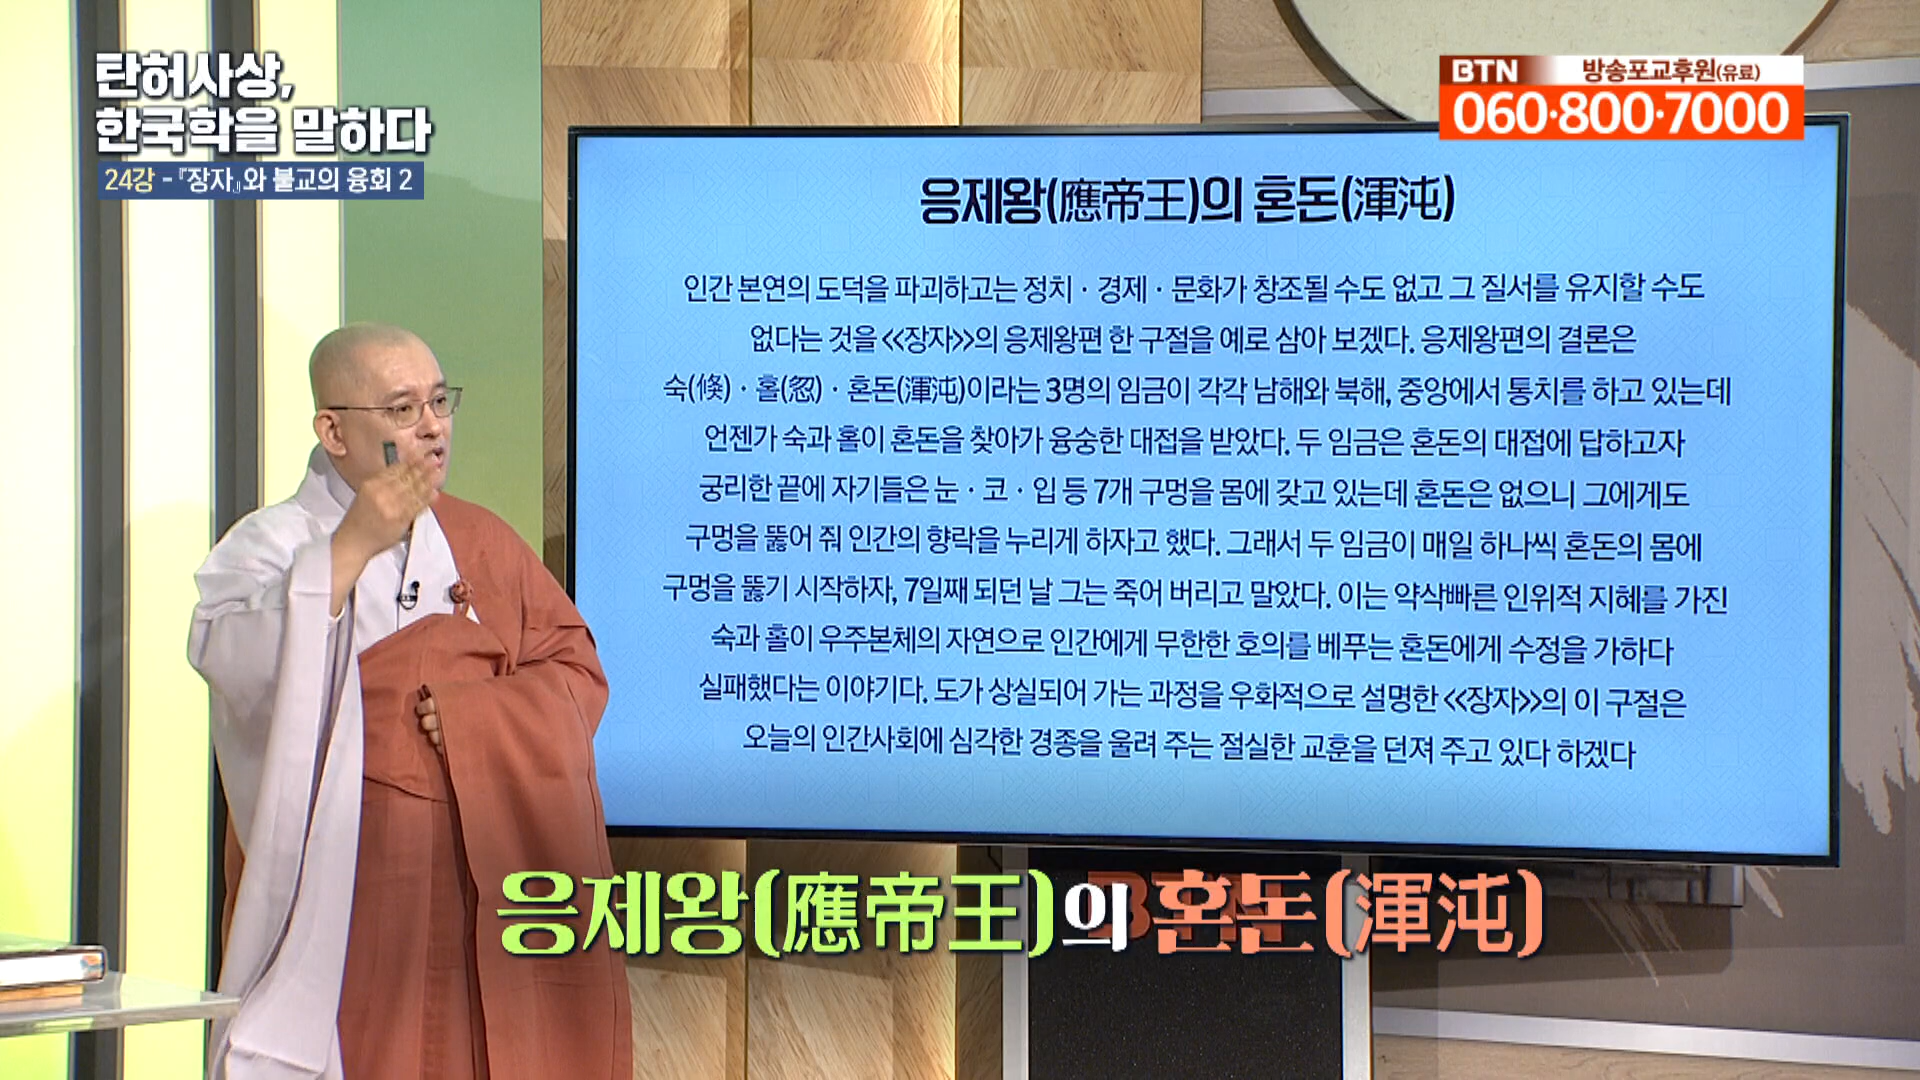 탄허사상,
한국학을 말하다
24강 - 『장자』와 불교의 융회 2
BTN 방송포교후원(유료)
060·800·7000
응제왕(應帝王)의 혼돈(渾沌)
인간 본연의 도덕을 파괴하고는 정치 · 경제 · 문화가 창조될 수도 없고 그 질서를 유지할 수도
없다는 것을 <<장자>>의 응제왕편 한 구절을 예로 삼아 보겠다. 응제왕편의 결론은
숙(倏) · 홀(忽) · 혼돈(渾沌)이라는 3명의 임금이 각각 남해와 북해, 중앙에서 통치를 하고 있는데
언젠가 숙과 홀이 혼돈을 찾아가 융숭한 대접을 받았다. 두 임금은 혼돈의 대접에 답하고자
궁리한 끝에 자기들은 눈 · 코 · 입 등 7개 구멍을 몸에 갖고 있는데 혼돈은 없으니 그에게도
구멍을 뚫어 줘 인간의 향락을 누리게 하자고 했다. 그래서 두 임금이 매일 하나씩 혼돈의 몸에
구멍을 뚫기 시작하자, 7일째 되던 날 그는 죽어 버리고 말았다. 이는 약삭빠른 인위적 지혜를 가진
숙과 홀이 우주본체의 자연으로 인간에게 무한한 호의를 베푸는 혼돈에게 수정을 가하다
실패했다는 이야기다. 도가 상실되어 가는 과정을 우화적으로 설명한 <<장자>>의 이 구절은
오늘의 인간사회에 심각한 경종을 울려 주는 절실한 교훈을 던져 주고 있다 하겠다
응제왕(應帝王)의 혼돈(渾沌)
BTN